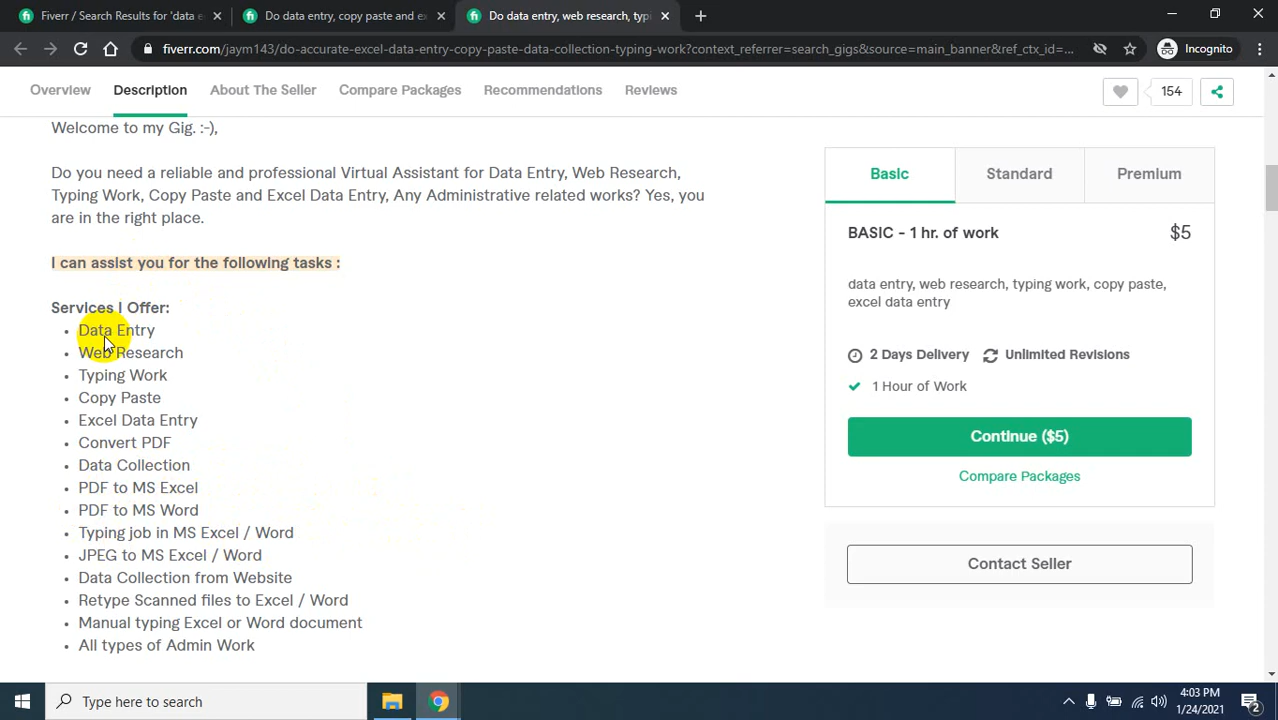 Fiverr / Search Results for 'data e
Do data entry, copy paste and ex
Do data entry, web research, typi
fiverr.com/jaym143/do-accurate-excel-data-entry-copy-paste-data-collection-typing-work?context_referrer=search_gigs&source=main_banner&ref_ctx_id=...
Incognito
Overview
Description
About The Seller
Compare Packages
Recommendations
Reviews
154
Welcome to my Gig. :-),
Do you need a reliable and professional Virtual Assistant for Data Entry, Web Research,
Typing Work, Copy Paste and Excel Data Entry, Any Administrative related works? Yes, you
are in the right place.
I can assist you for the following tasks :
Services I Offer:
• Data Entry
• Web Research
• Typing Work
• Copy Paste
• Excel Data Entry
• Convert PDF
• Data Collection
• PDF to MS Excel
• PDF to MS Word
• Typing job in MS Excel / Word
• JPEG to MS Excel / Word
• Data Collection from Website
• Retype Scanned files to Excel / Word
• Manual typing Excel or Word document
• All types of Admin Work
Basic
Standard
Premium
BASIC - 1 hr. of work
$5
data entry, web research, typing work, copy paste,
excel data entry
2 Days Delivery
Unlimited Revisions
1 Hour of Work
Continue ($5)
Compare Packages
Contact Seller
Type here to search
4:03 PM
1/24/2021
2